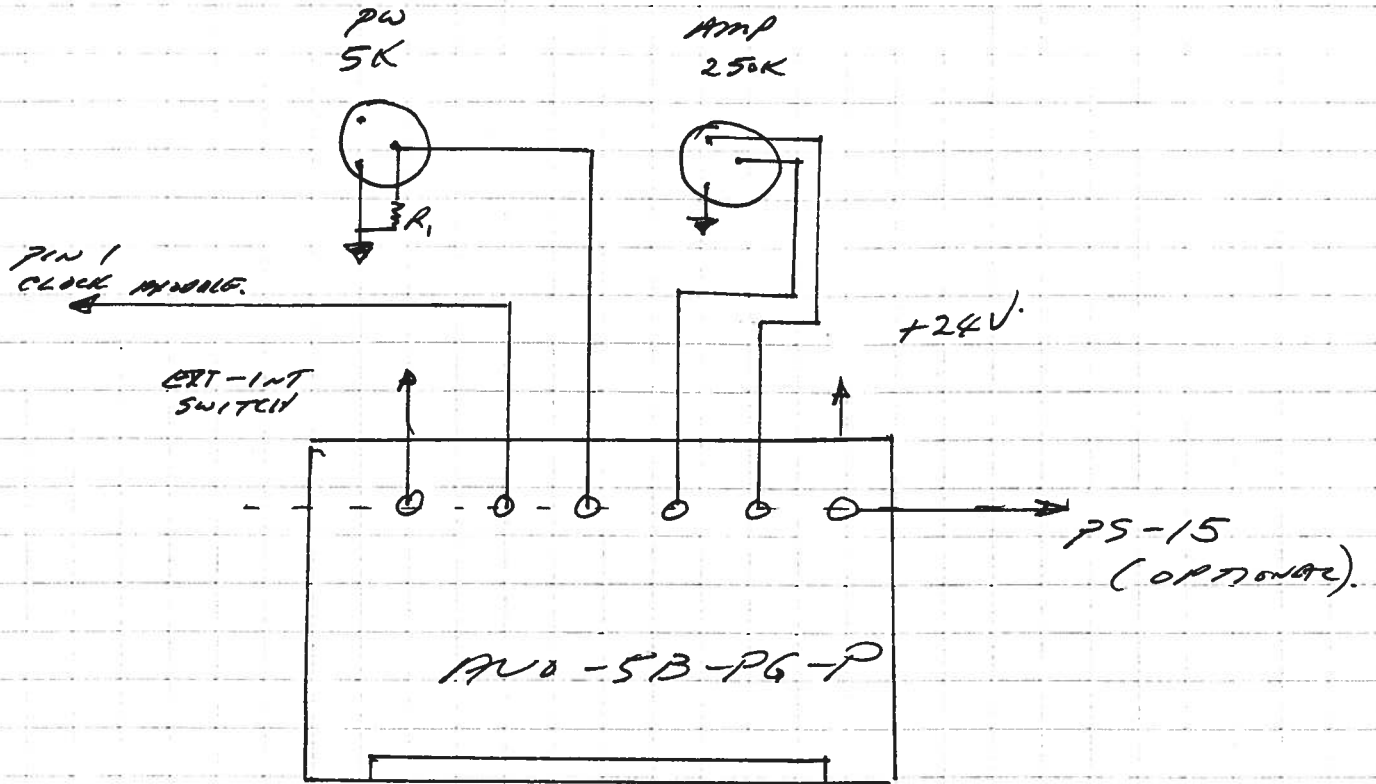 PW
5K
AMP
250K
R1
PIN 1
CLOCK MODULE.
EXT-INT
SWITCH
+24V.
PS-15
(OPTIONAL).
AVO-5B-PG-P